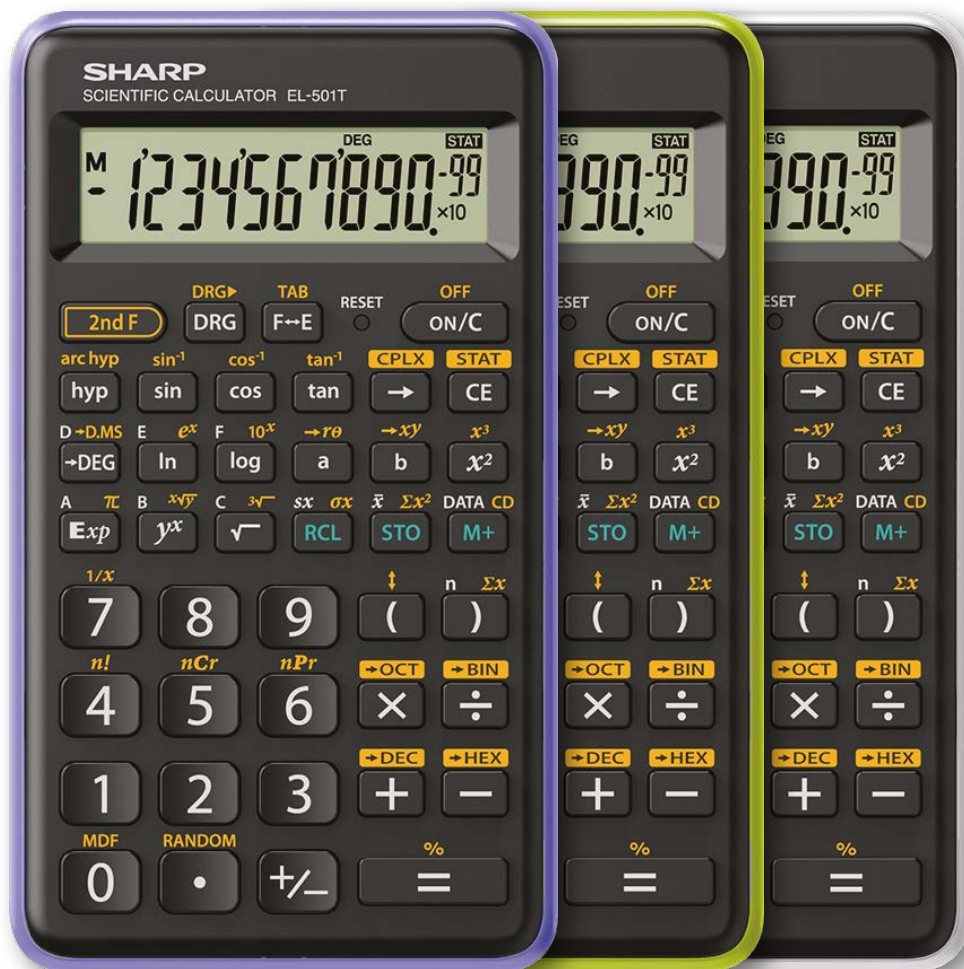 SHARP
SCIENTIFIC CALCULATOR EL-501T
DEG STAT
M - 1'234'567'890. -99
×10
DRG▶ TAB RESET OFF
2nd F DRG F↔E ON/C
arc hyp sin⁻¹ cos⁻¹ tan⁻¹ CPLX STAT
hyp sin cos tan → CE
D →D.MS E eˣ F 10ˣ →rθ →xy x³
→DEG ln log a b x²
A π B ˣ√y C ³√ sx σx x̄ Σx² DATA CD
Exp yˣ √ RCL STO M+
1/x ↕ n Σx
7 8 9 ( )
n! nCr nPr →OCT →BIN
4 5 6 × ÷
→DEC →HEX
1 2 3 + −
MDF RANDOM %
0 • +/− =
EG STAT
890. -99
×10
ESET OFF
ON/C
CPLX STAT
→ CE
→xy x³
b x²
x̄ Σx² DATA CD
STO M+
↕ n Σx
( )
→OCT →BIN
× ÷
→DEC →HEX
+ −
%
=
EG STAT
890. -99
×10
ESET OFF
ON/C
CPLX STAT
→ CE
→xy x³
b x²
x̄ Σx² DATA CD
STO M+
↕ n Σx
( )
→OCT →BIN
× ÷
→DEC →HEX
+ −
%
=